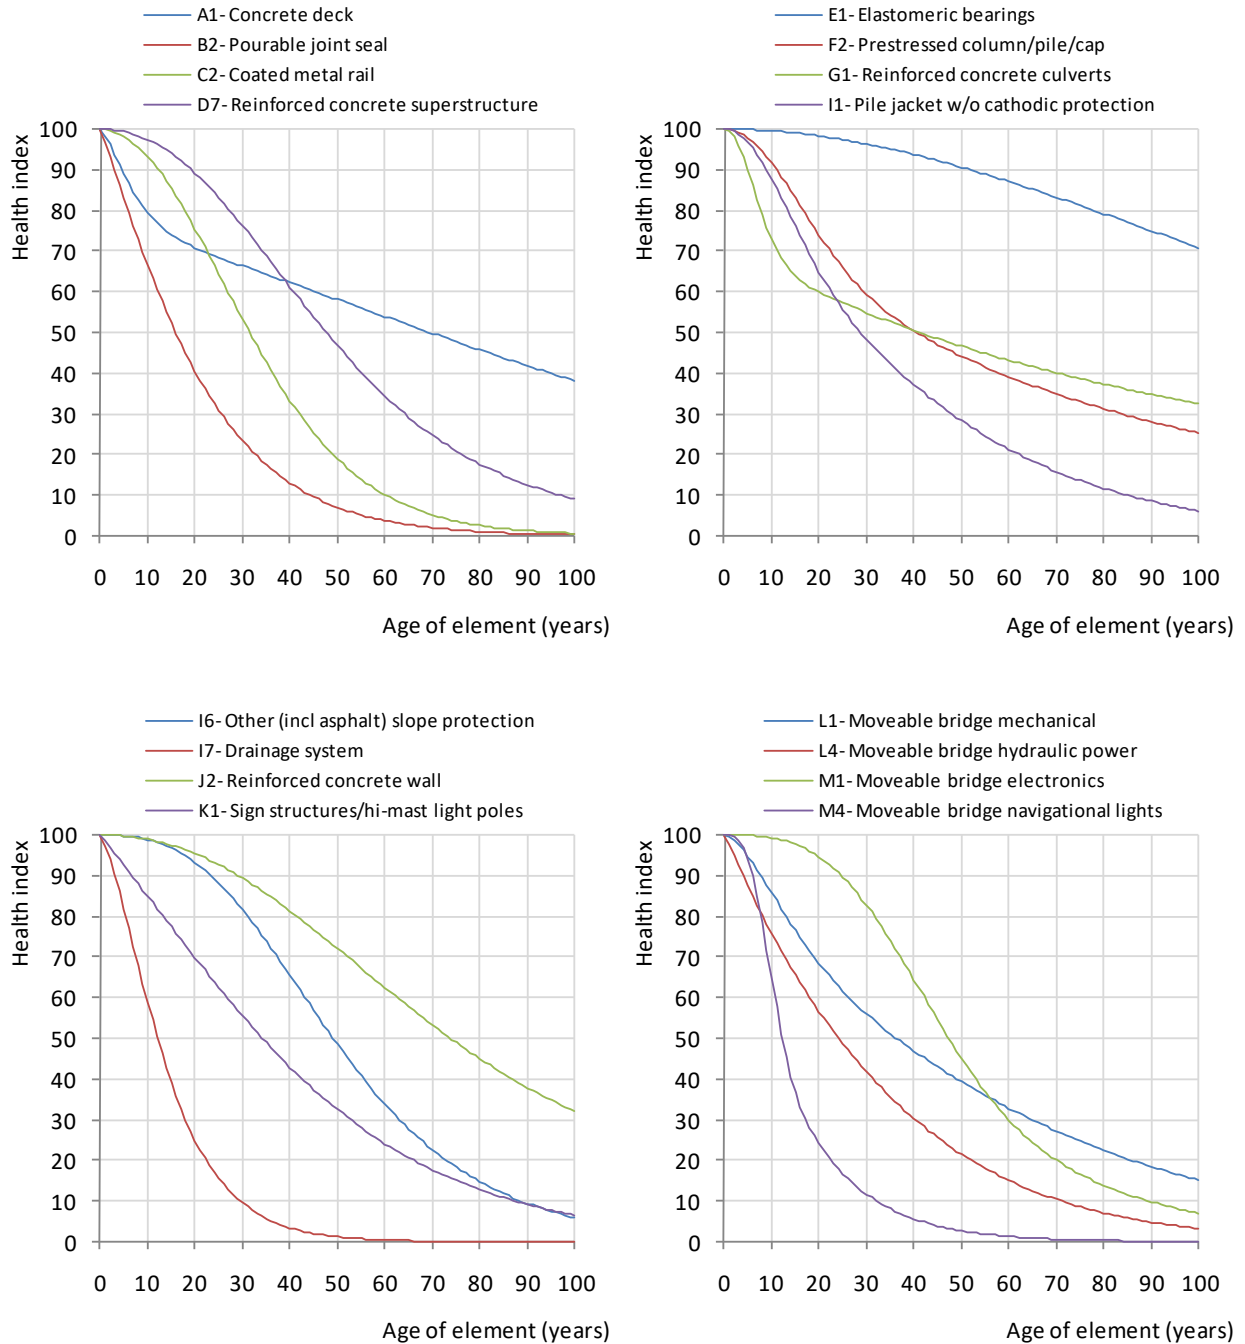 A1- Concrete deck
B2- Pourable joint seal
C2- Coated metal rail
D7- Reinforced concrete superstructure
Health index
100
90
80
70
60
50
40
30
20
10
0
0 10 20 30 40 50 60 70 80 90 100
Age of element (years)
E1- Elastomeric bearings
F2- Prestressed column/pile/cap
G1- Reinforced concrete culverts
I1- Pile jacket w/o cathodic protection
Health index
100
90
80
70
60
50
40
30
20
10
0
0 10 20 30 40 50 60 70 80 90 100
Age of element (years)
I6- Other (incl asphalt) slope protection
I7- Drainage system
J2- Reinforced concrete wall
K1- Sign structures/hi-mast light poles
Health index
100
90
80
70
60
50
40
30
20
10
0
0 10 20 30 40 50 60 70 80 90 100
Age of element (years)
L1- Moveable bridge mechanical
L4- Moveable bridge hydraulic power
M1- Moveable bridge electronics
M4- Moveable bridge navigational lights
Health index
100
90
80
70
60
50
40
30
20
10
0
0 10 20 30 40 50 60 70 80 90 100
Age of element (years)